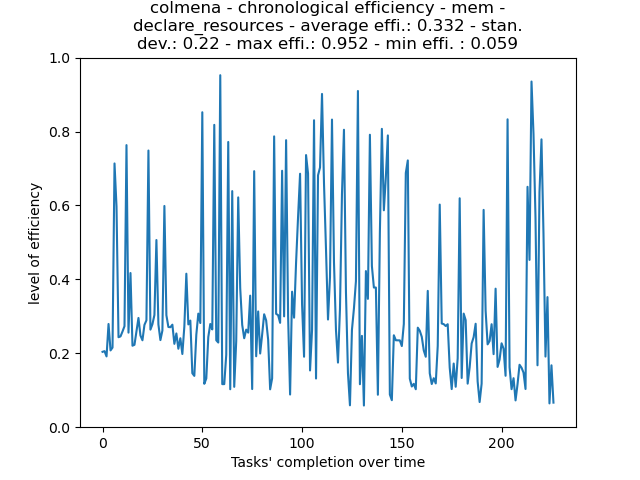 colmena - chronological efficiency - mem -
declare_resources - average effi.: 0.332 - stan.
dev.: 0.22 - max effi.: 0.952 - min effi. : 0.059
1.0
0.8
0.6
0.4
0.2
0.0
level of efficiency
0 50 100 150 200
Tasks' completion over time